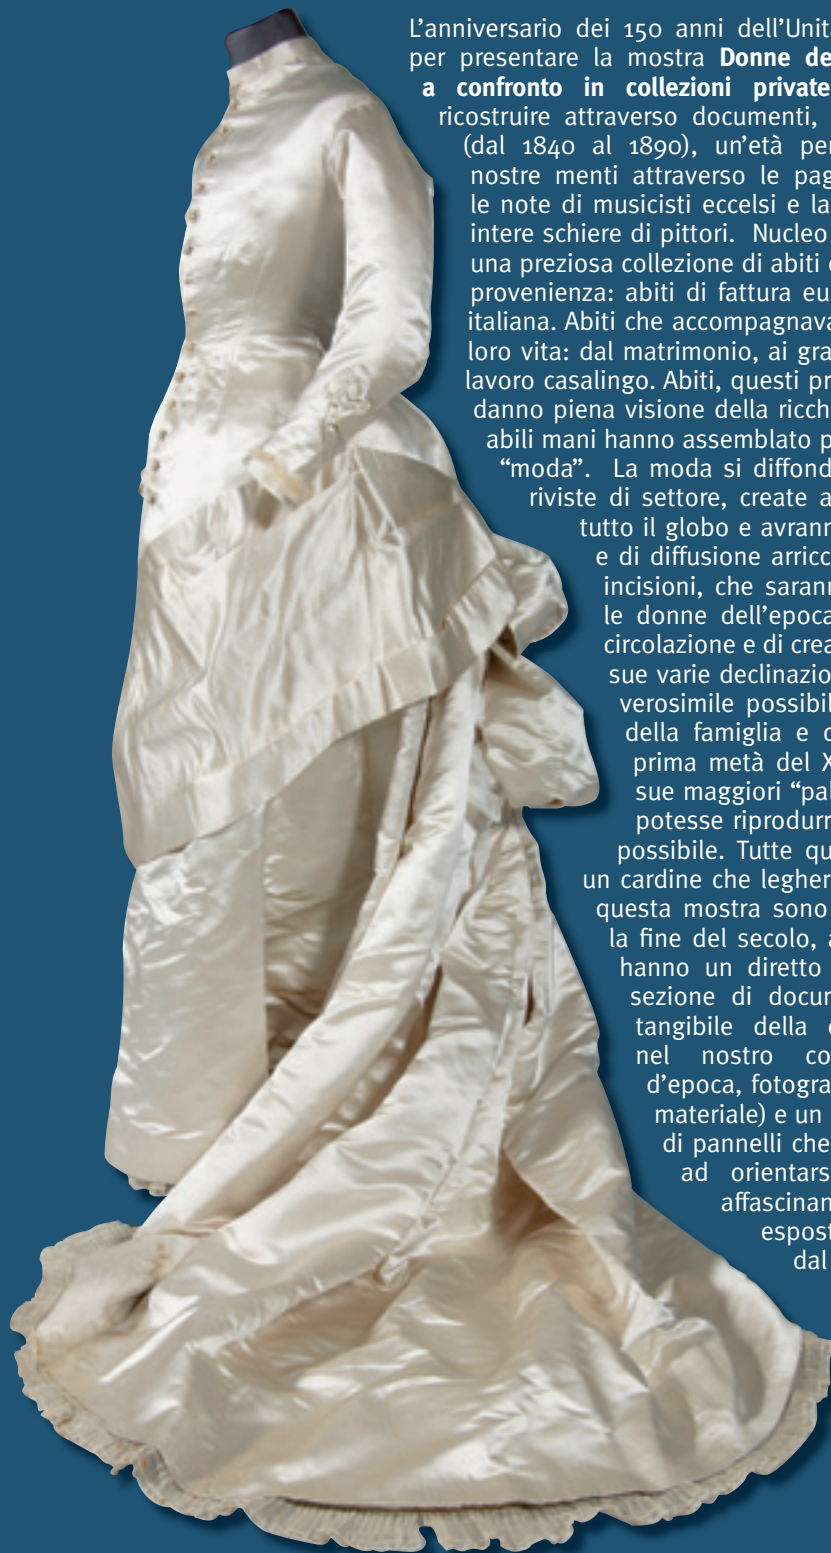 L’anniversario dei 150 anni dell’Unit
per presentare la mostra Donne de
a confronto in collezioni private
ricostruire attraverso documenti,
(dal 1840 al 1890), un’età per
nostre menti attraverso le pag
le note di musicisti eccelsi e la
intere schiere di pittori. Nucleo
una preziosa collezione di abiti
provenienza: abiti di fattura eu
italiana. Abiti che accompagnava
loro vita: dal matrimonio, ai gra
lavoro casalingo. Abiti, questi pr
danno piena visione della ricch
abili mani hanno assemblato p
“moda”. La moda si diffond
riviste di settore, create a
tutto il globo e avrann
e di diffusione arricc
incisioni, che sarann
le donne dell’epoca
circolazione e di crea
sue varie declinazio
verosimile possibil
della famiglia e d
prima metà del X
sue maggiori “pal
potesse riprodurr
possibile. Tutte qu
un cardine che legher
questa mostra sono
la fine del secolo, a
hanno un diretto
sezione di docum
tangibile della
nel nostro co
d’epoca, fotogra
materiale) e un
di pannelli che
ad orientars
affascinan
espost
dal